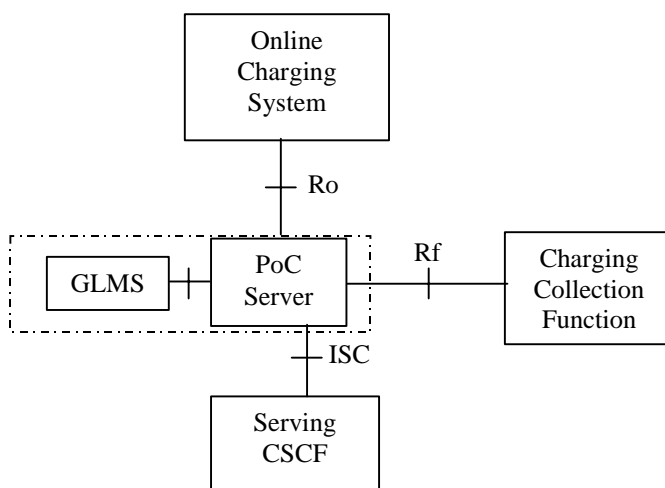 Online
Charging
System
Ro
GLMS
PoC
Server
Rf
Charging
Collection
Function
ISC
Serving
CSCF